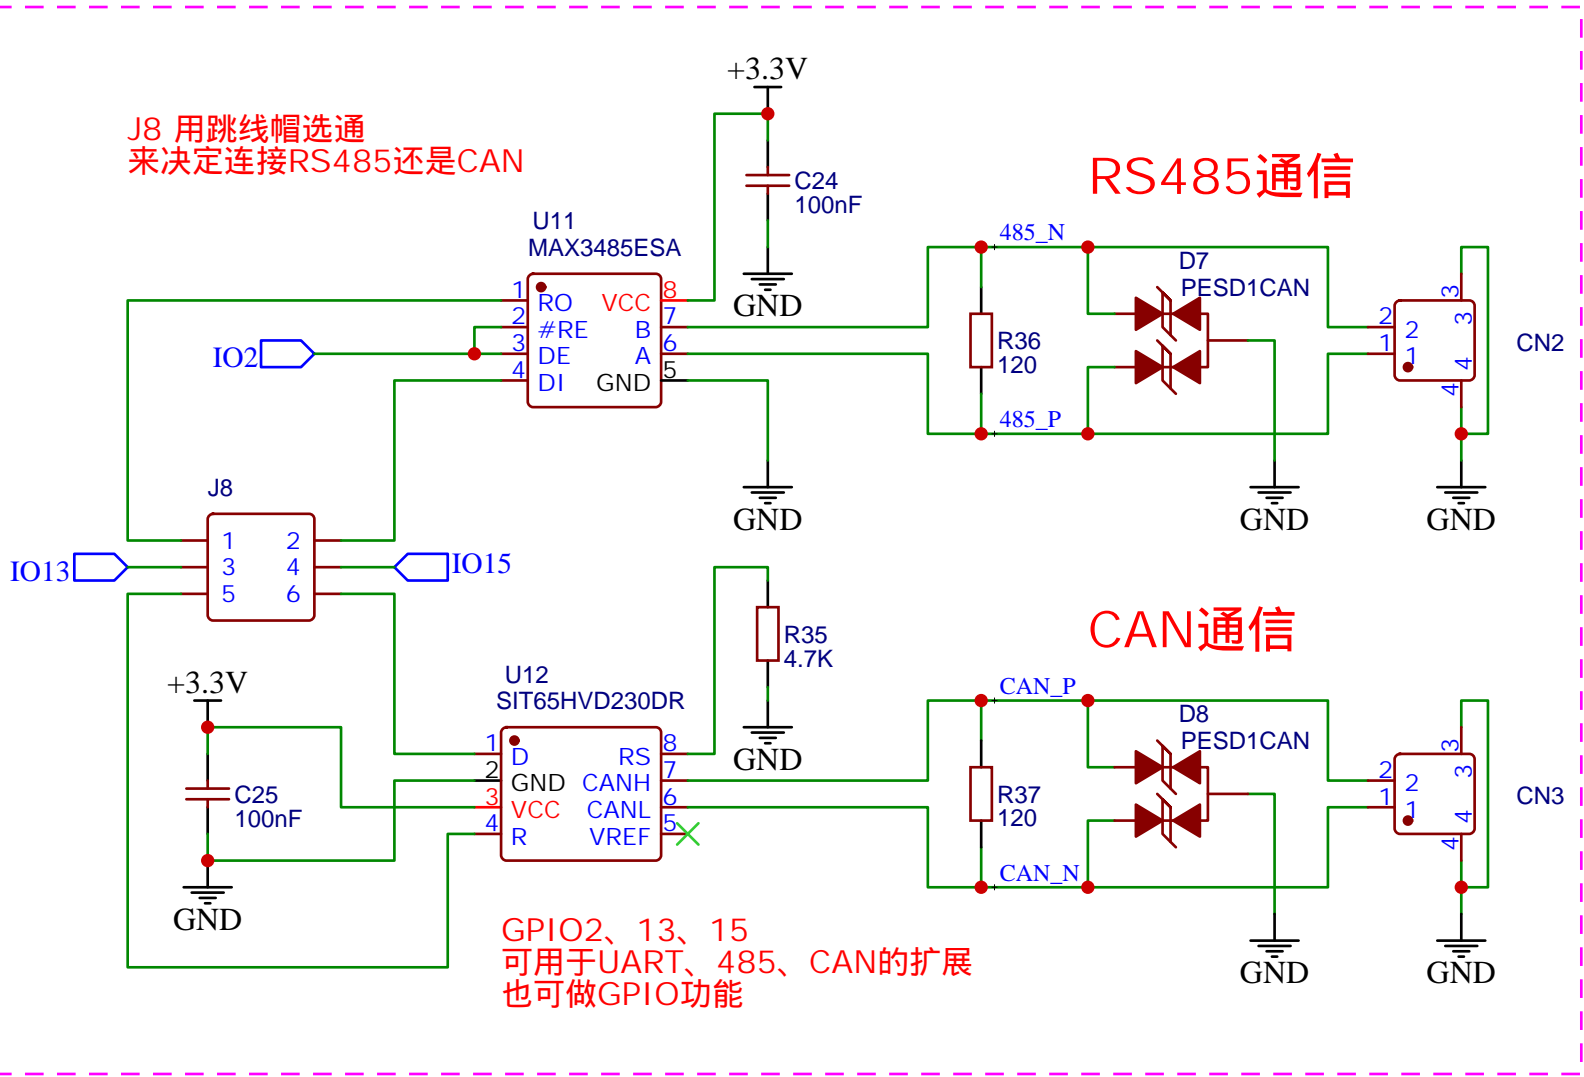 +3.3V
J8 用跳线帽选通
来决定连接RS485还是CAN
C24
100nF
GND
RS485通信
U11
MAX3485ESA
1 RO VCC 8
2 #RE B 7
3 DE A 6
4 DI GND 5
IO2
485_N
D7
PESD1CAN
R36
120
485_P
GND
2 2 3 3
1 1 4 4
CN2
GND
GND
J8
1 2
3 4
5 6
IO13
IO15
R35
4.7K
GND
CAN通信
+3.3V
C25
100nF
GND
U12
SIT65HVD230DR
1 D RS 8
2 GND CANH 7
3 VCC CANL 6
4 R VREF 5
CAN_P
D8
PESD1CAN
R37
120
CAN_N
GND
2 2 3 3
1 1 4 4
CN3
GND
GPIO2、13、15
可用于UART、485、CAN的扩展
也可做GPIO功能